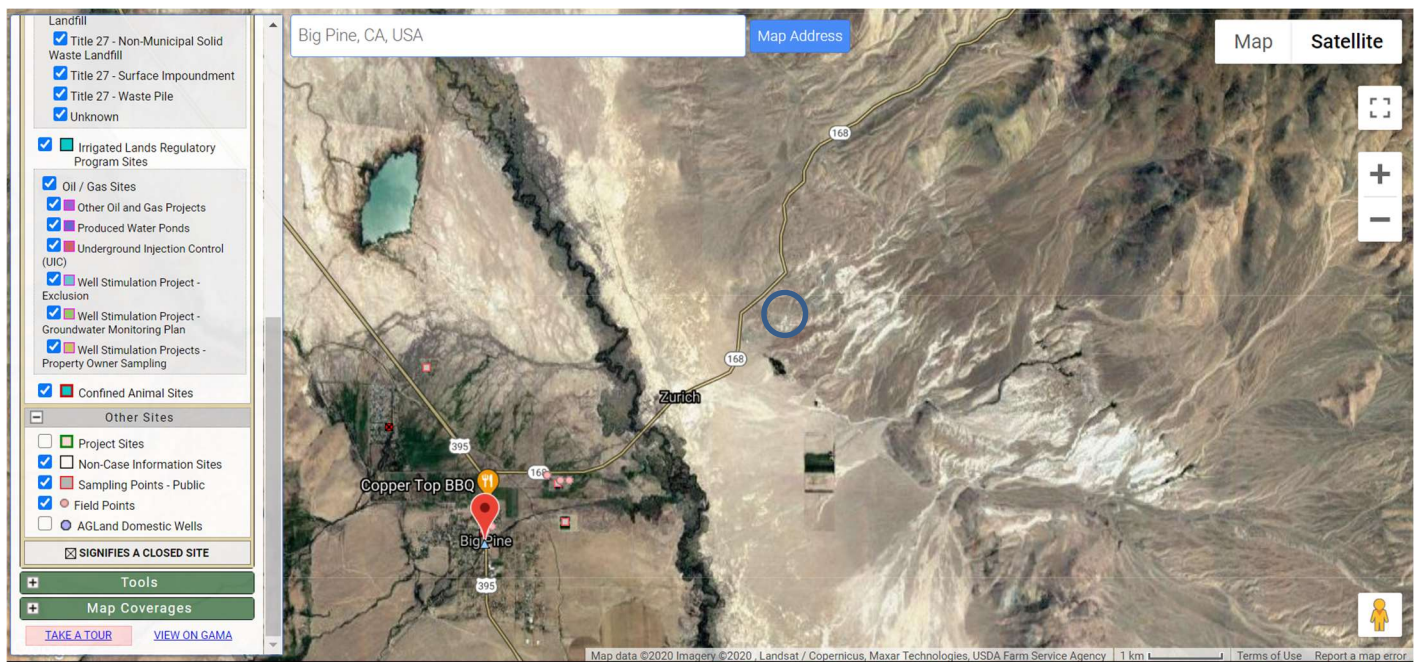 Landfill
Title 27 - Non-Municipal Solid
Waste Landfill
Title 27 - Surface Impoundment
Title 27 - Waste Pile
Unknown
Irrigated Lands Regulatory
Program Sites
Oil / Gas Sites
Other Oil and Gas Projects
Produced Water Ponds
Underground Injection Control
(UIC)
Well Stimulation Project -
Exclusion
Well Stimulation Project -
Groundwater Monitoring Plan
Well Stimulation Projects -
Property Owner Sampling
Confined Animal Sites
Other Sites
Project Sites
Non-Case Information Sites
Sampling Points - Public
Field Points
AGLand Domestic Wells
SIGNIFIES A CLOSED SITE
Tools
Map Coverages
TAKE A TOUR VIEW ON GAMA
Big Pine, CA, USA
Map Address
Map Satellite
168
168
Zurich
395
168
Copper Top BBQ
Big Pine
395
Map data ©2020 Imagery ©2020 , Landsat / Copernicus, Maxar Technologies, USDA Farm Service Agency 1 km Terms of Use Report a map error